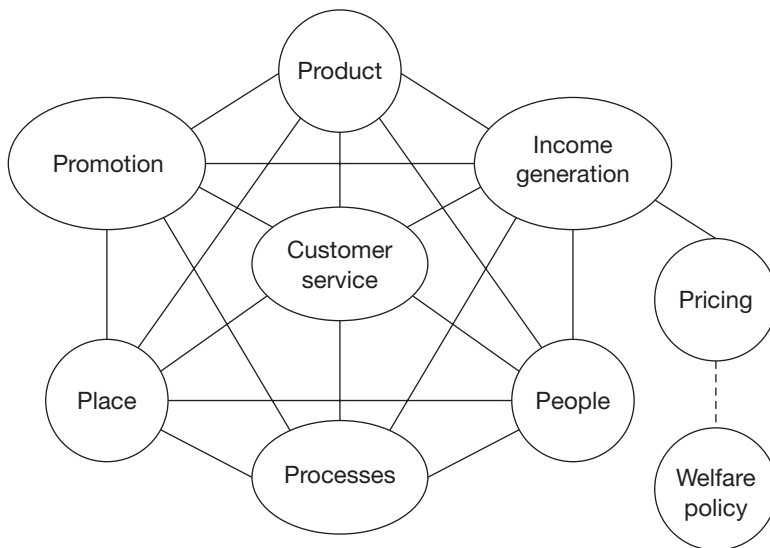 Product
Promotion
Income
generation
Customer
service
Pricing
Place
People
Processes
Welfare
policy